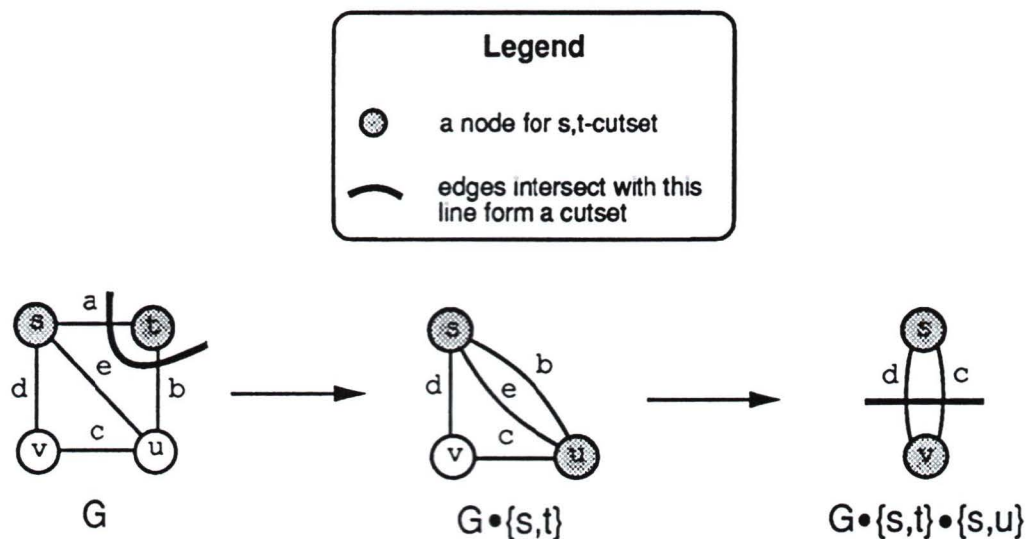 Legend
a node for s,t-cutset
edges intersect with this
line form a cutset
s a t
d e b
v c u
G
s
d e b
v c u
G•{s,t}
s
d c
v
G•{s,t}•{s,u}